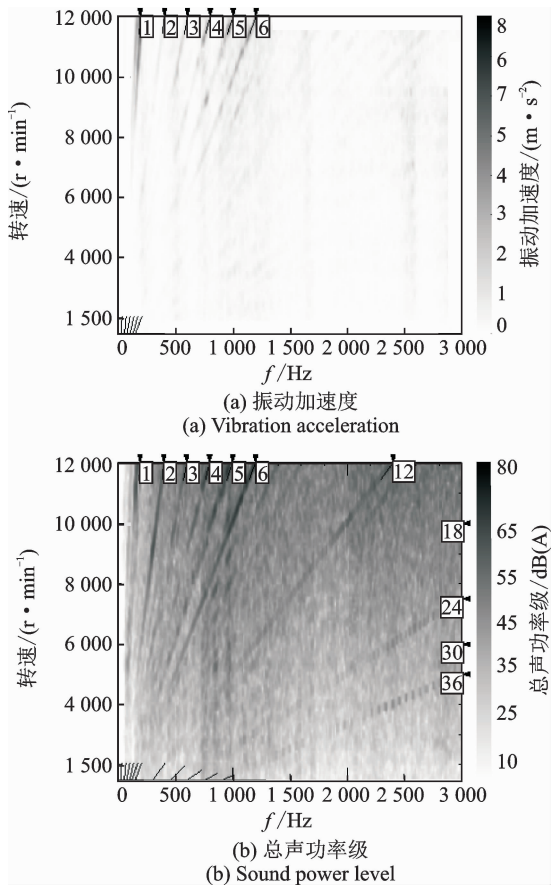 12 000
10 000
8 000
6 000
4 000
1 500
转速/(r·min⁻¹)
1 2 3 4 5 6
0 500 1 000 1 500 2 000 2 500 3 000
f/Hz
8
6
7
5
4
3
2
1
0
振动加速度/(m·s⁻²)
(a) 振动加速度
(a) Vibration acceleration
12 000
10 000
8 000
6 000
4 000
1 500
转速/(r·min⁻¹)
1 2 3 4 5 6 12
18
24
30
36
0 500 1 000 1 500 2 000 2 500 3 000
f/Hz
80
65
55
45
35
25
10
总声功率级/dB(A)
(b) 总声功率级
(b) Sound power level